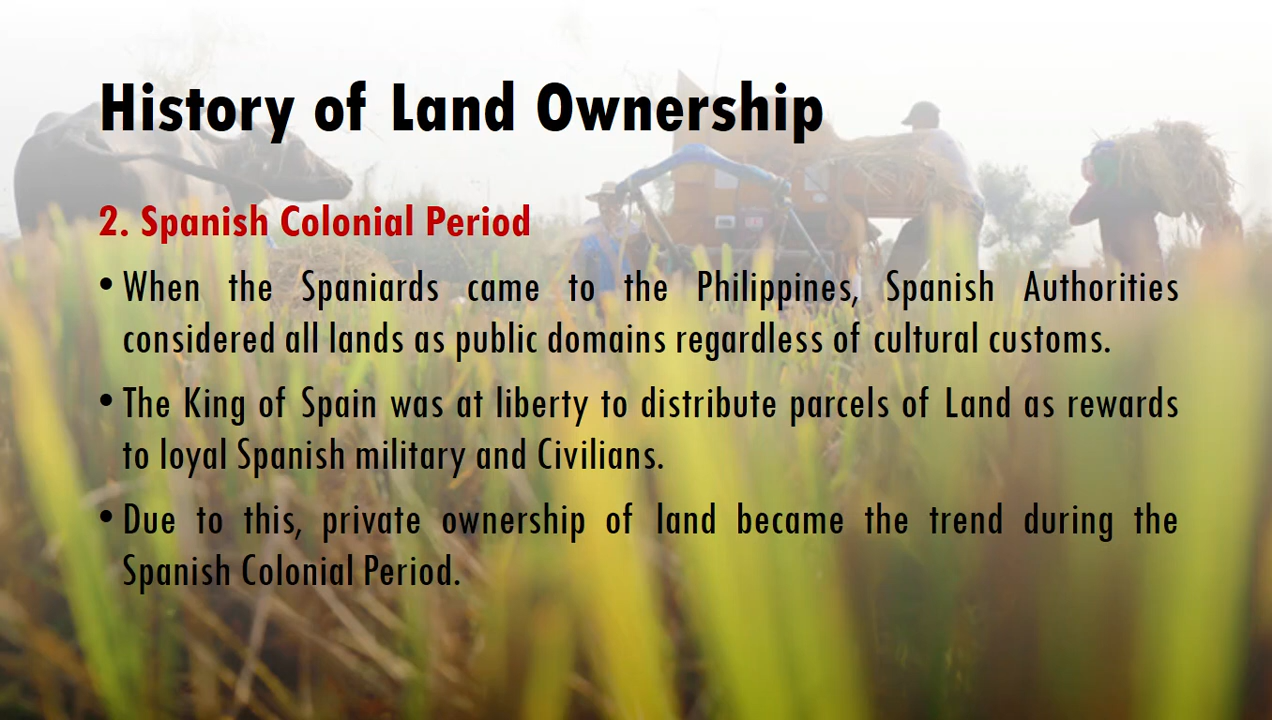 History of Land Ownership
2. Spanish Colonial Period
• When the Spaniards came to the Philippines, Spanish Authorities
considered all lands as public domains regardless of cultural customs.
• The King of Spain was at liberty to distribute parcels of Land as rewards
to loyal Spanish military and Civilians.
• Due to this, private ownership of land became the trend during the
Spanish Colonial Period.